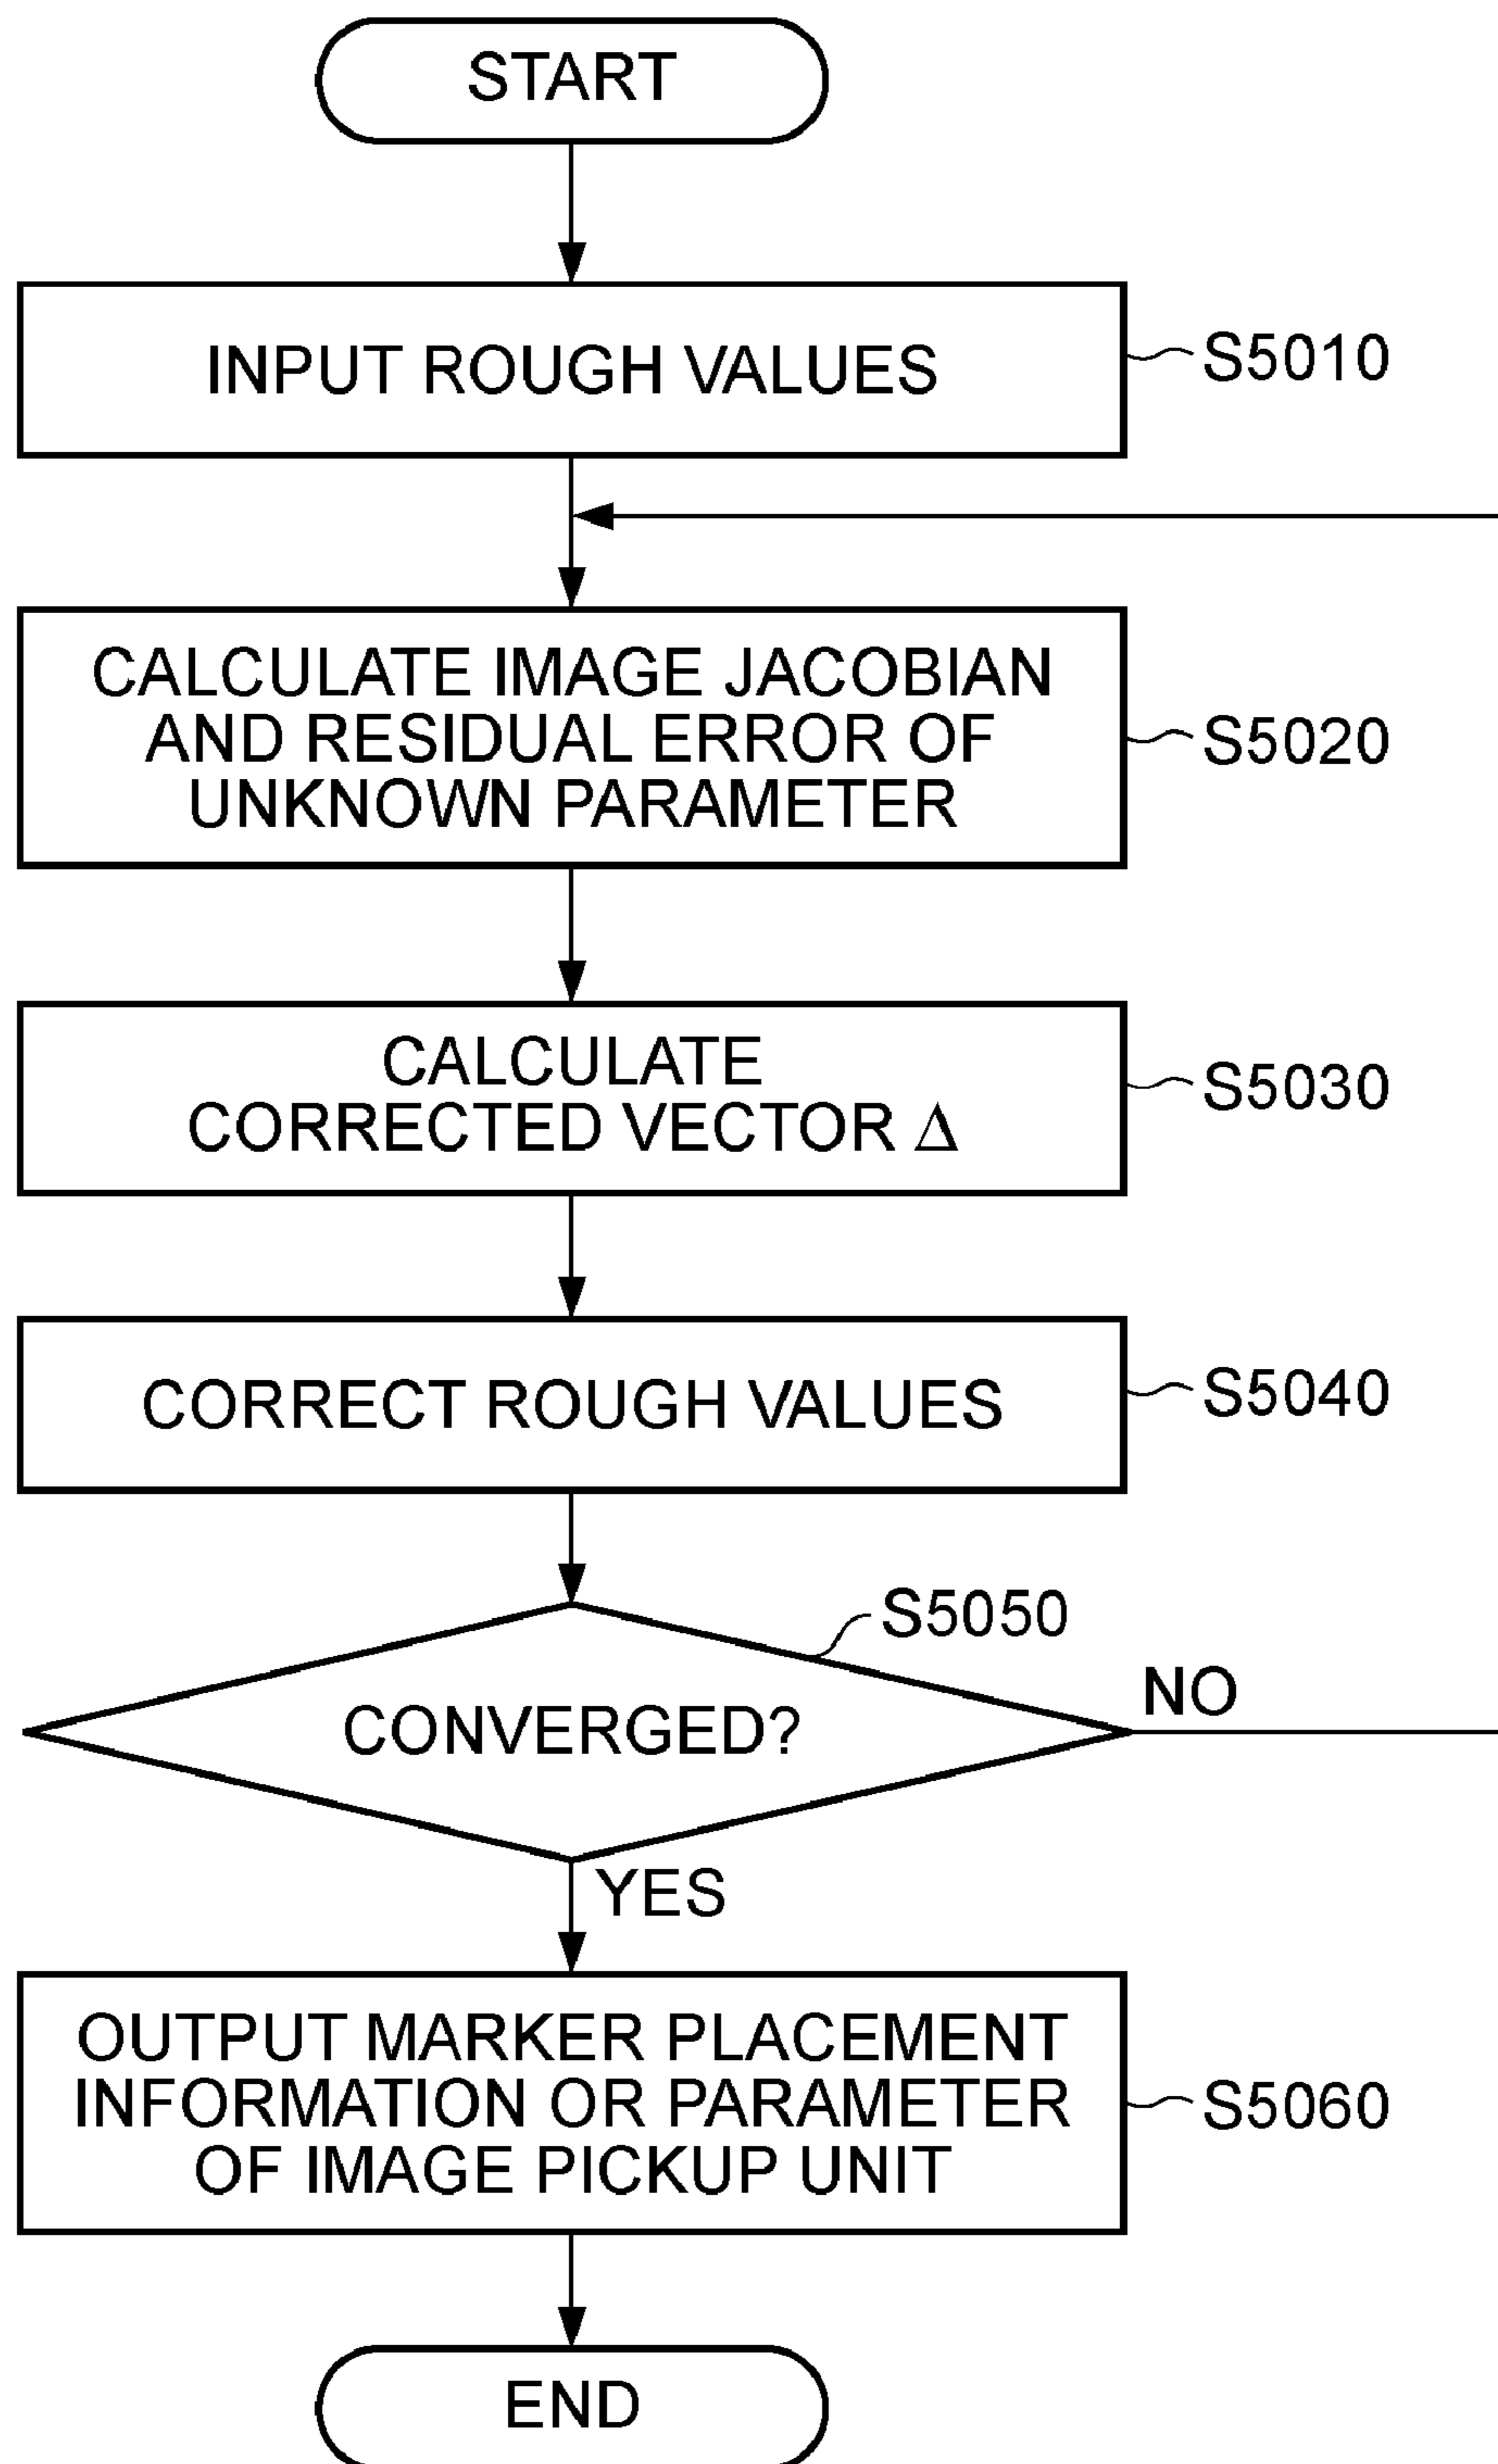 START
INPUT ROUGH VALUES
S5010
CALCULATE IMAGE JACOBIAN
AND RESIDUAL ERROR OF
UNKNOWN PARAMETER
S5020
CALCULATE
CORRECTED VECTOR Δ
S5030
CORRECT ROUGH VALUES
S5040
S5050
CONVERGED?
NO
YES
OUTPUT MARKER PLACEMENT
INFORMATION OR PARAMETER
OF IMAGE PICKUP UNIT
S5060
END